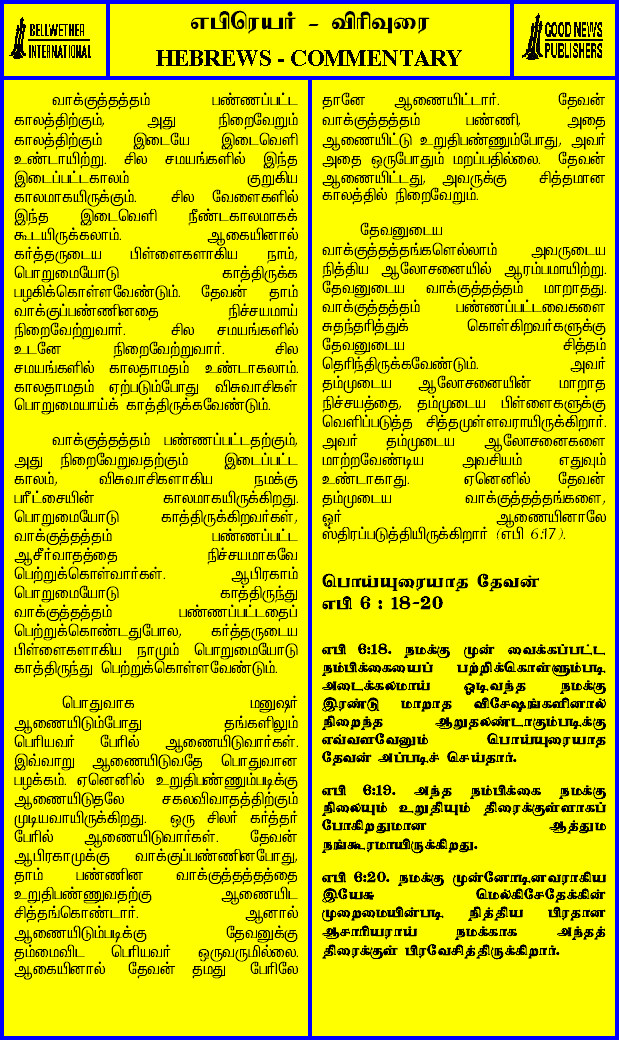 BELLWETHER
INTERNATIONAL
எபிரெயர் - விரிவுரை
HEBREWS - COMMENTARY
GOOD NEWS
PUBLISHERS
வாக்குத்தத்தம் பண்ணப்பட்ட
காலத்திற்கும், அது நிறைவேறும்
காலத்திற்கும் இடையே இடைவெளி
உண்டாயிற்று. சில சமயங்களில் இந்த
இடைப்பட்டகாலம் குறுகிய
காலமாகயிருக்கும். சில வேளைகளில்
இந்த இடைவெளி நீண்டகாலமாகக்
கூடயிருக்கலாம். ஆகையினால்
கர்த்தருடைய பிள்ளைகளாகிய நாம்,
பொறுமையோடு காத்திருக்க
பழகிக்கொள்ளவேண்டும். தேவன் தாம்
வாக்குப்பண்ணினதை நிச்சயமாய்
நிறைவேற்றுவார். சில சமயங்களில்
உடனே நிறைவேற்றுவார். சில
சமயங்களில் காலதாமதம் உண்டாகலாம்.
காலதாமதம் ஏற்படும்போது விசுவாசிகள்
பொறுமையாய்க் காத்திருக்கவேண்டும்.
வாக்குத்தத்தம் பண்ணப்பட்டதற்கும்,
அது நிறைவேறுவதற்கும் இடைப்பட்ட
காலம், விசுவாசிகளாகிய நமக்கு
பரீட்சையின் காலமாகயிருக்கிறது.
பொறுமையோடு காத்திருக்கிறவர்கள்,
வாக்குத்தத்தம் பண்ணப்பட்ட
ஆசீர்வாதத்தை நிச்சயமாகவே
பெற்றுக்கொள்வார்கள். ஆபிரகாம்
பொறுமையோடு காத்திருந்து
வாக்குத்தத்தம் பண்ணப்பட்டதைப்
பெற்றுக்கொண்டதுபோல, கர்த்தருடைய
பிள்ளைகளாகிய நாமும் பொறுமையோடு
காத்திருந்து பெற்றுக்கொள்ளவேண்டும்.
பொதுவாக மனுஷர்
ஆணையிடும்போது தங்களிலும்
பெரியவர் பேரில் ஆணையிடுவார்கள்.
இவ்வாறு ஆணையிடுவதே பொதுவான
பழக்கம். ஏனெனில் உறுதிபண்ணும்படிக்கு
ஆணையிடுதலே சகலவிவாதத்திற்கும்
முடிவாயிருக்கிறது. ஒரு சிலர் கர்த்தர்
பேரில் ஆணையிடுவார்கள். தேவன்
ஆபிரகாமுக்கு வாக்குப்பண்ணினபோது,
தாம் பண்ணின வாக்குத்தத்தத்தை
உறுதிபண்ணுவதற்கு ஆணையிட
சித்தங்கொண்டார். ஆனால்
ஆணையிடும்படிக்கு தேவனுக்கு
தம்மைவிட பெரியவர் ஒருவருமில்லை.
ஆகையினால் தேவன் தமது பேரிலே
தானே ஆணையிட்டார். தேவன்
வாக்குத்தத்தம் பண்ணி, அதை
ஆணையிட்டு உறுதிபண்ணும்போது, அவர்
அதை ஒருபோதும் மறப்பதில்லை. தேவன்
ஆணையிட்டது, அவருக்கு சித்தமான
காலத்தில் நிறைவேறும்.
தேவனுடைய
வாக்குத்தத்தங்களெல்லாம் அவருடைய
நித்திய ஆலோசனையில் ஆரம்பமாயிற்று.
தேவனுடைய வாக்குத்தத்தம் மாறாதது.
வாக்குத்தத்தம் பண்ணப்பட்டவைகளை
சுதந்தரித்துக் கொள்கிறவர்களுக்கு
தேவனுடைய சித்தம்
தெரிந்திருக்கவேண்டும். அவர்
தம்முடைய ஆலோசனையின் மாறாத
நிச்சயத்தை, தம்முடைய பிள்ளைகளுக்கு
வெளிப்படுத்த சித்தமுள்ளவராயிருக்கிறார்.
அவர் தம்முடைய ஆலோசனைகளை
மாற்றவேண்டிய அவசியம் எதுவும்
உண்டாகாது. ஏனெனில் தேவன்
தம்முடைய வாக்குத்தத்தங்களை,
ஓர் ஆணையினாலே
ஸ்திரப்படுத்தியிருக்கிறார் (எபி 6:17).
பொய்யுரையாத தேவன்
எபி 6 : 18-20
எபி 6:18. நமக்கு முன் வைக்கப்பட்ட
நம்பிக்கையைப் பற்றிக்கொள்ளும்படி
அடைக்கலமாய் ஓடிவந்த நமக்கு
இரண்டு மாறாத விசேஷங்களினால்
நிறைந்த ஆறுதலுண்டாகும்படிக்கு
எவ்வளவேனும் பொய்யுரையாத
தேவன் அப்படிச் செய்தார்.
எபி 6:19. அந்த நம்பிக்கை நமக்கு
நிலையும் உறுதியும் திரைக்குள்ளாகப்
போகிறதுமான ஆத்தும
நங்கூரமாயிருக்கிறது.
எபி 6:20. நமக்கு முன்னோடினவராகிய
இயேசு மெல்கிசேதேக்கின்
முறைமையின்படி நித்திய பிரதான
ஆசாரியராய் நமக்காக அந்தத்
திரைக்குள் பிரவேசித்திருக்கிறார்.